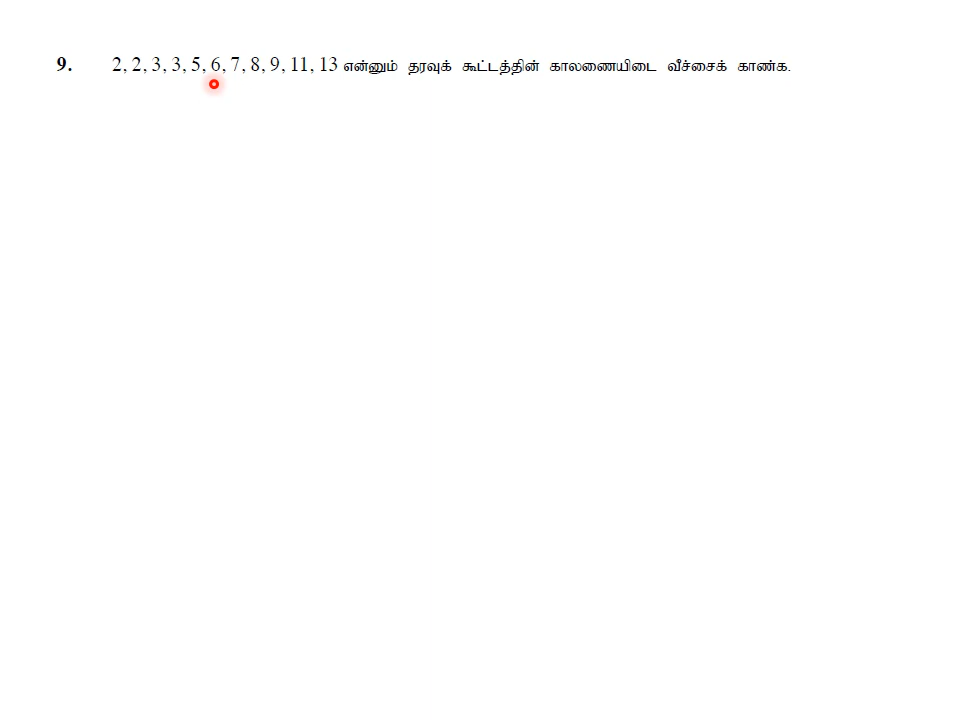 9. 2, 2, 3, 3, 5, 6, 7, 8, 9, 11, 13 என்னும் தரவுக் கூட்டத்தின் காலணையிடை வீச்சைக் காண்க.